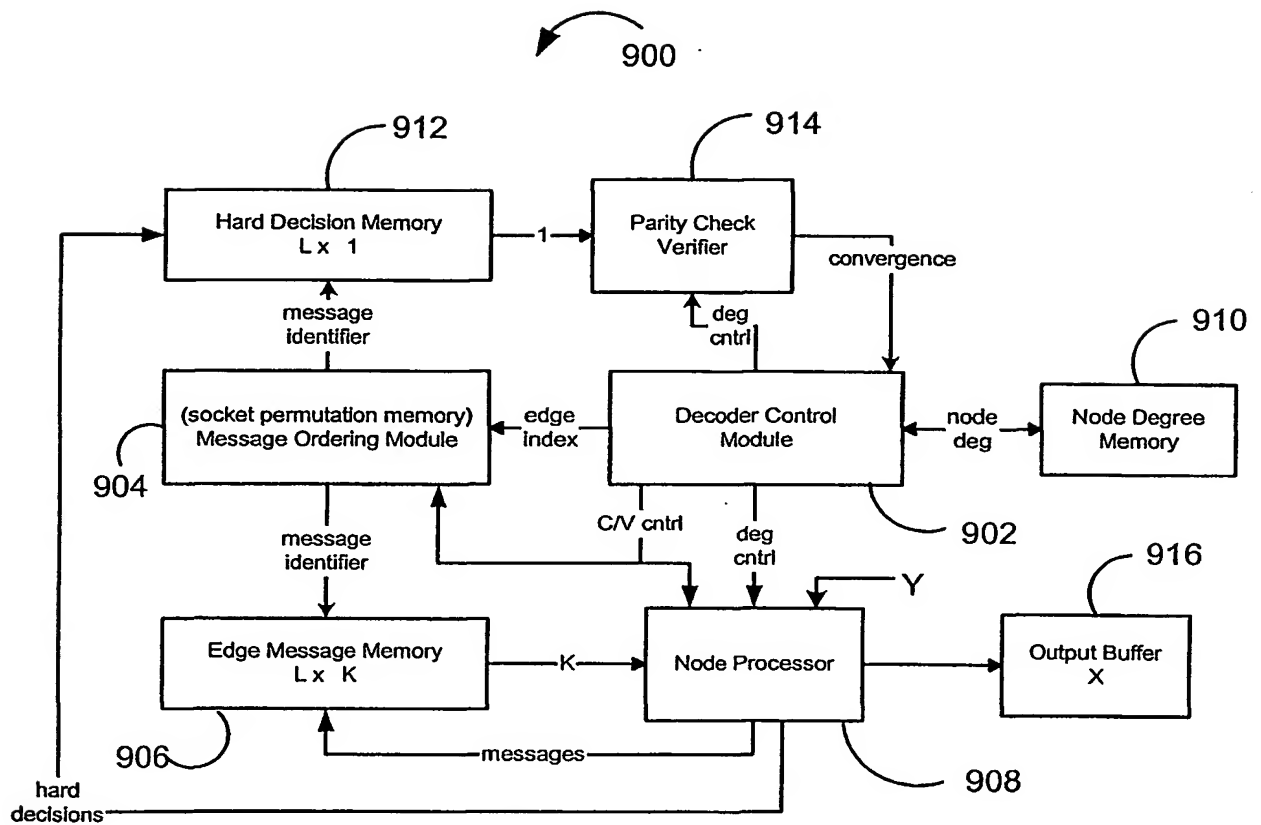 900
912
914
Hard Decision Memory
L x 1
1
Parity Check
Verifier
convergence
message
identifier
deg
cntrl
910
(socket permutation memory)
Message Ordering Module
edge
index
Decoder Control
Module
node
deg
Node Degree
Memory
904
C/V cntrl
deg
cntrl
902
message
identifier
916
Y
Edge Message Memory
L x K
K
Node Processor
Output Buffer
X
906
messages
908
hard
decisions